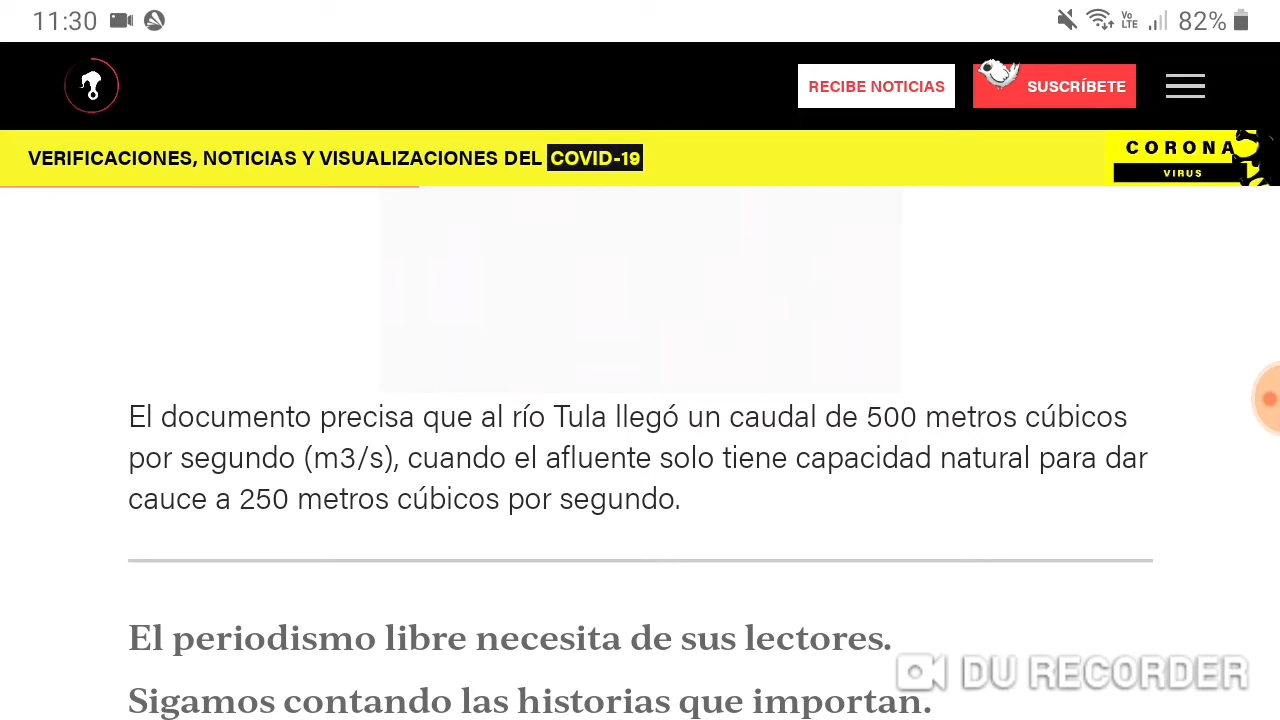 11:30 Vo LTE 82%
RECIBE NOTICIAS SUSCRÍBETE
VERIFICACIONES, NOTICIAS Y VISUALIZACIONES DEL COVID-19
CORONA
VIRUS
El documento precisa que al río Tula llegó un caudal de 500 metros cúbicos
por segundo (m3/s), cuando el afluente solo tiene capacidad natural para dar
cauce a 250 metros cúbicos por segundo.
El periodismo libre necesita de sus lectores.
DU RECORDER
Sigamos contando las historias que importan.